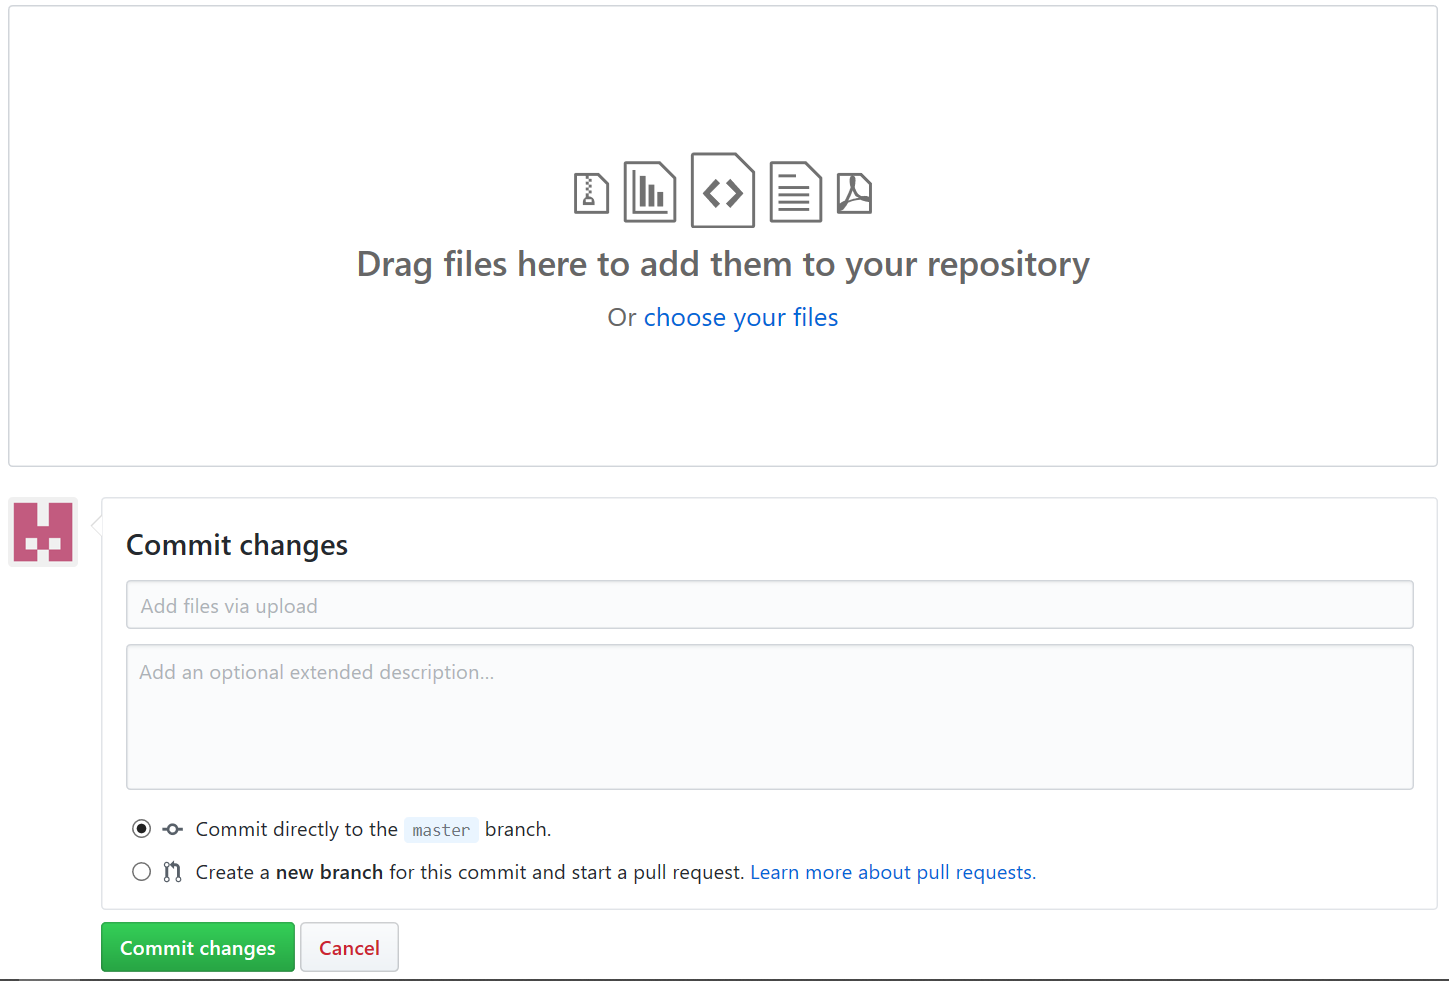 Drag files here to add them to your repository
Or choose your files
Commit changes
Add files via upload
Add an optional extended description...
Commit directly to the master branch.
Create a new branch for this commit and start a pull request. Learn more about pull requests.
Commit changes
Cancel